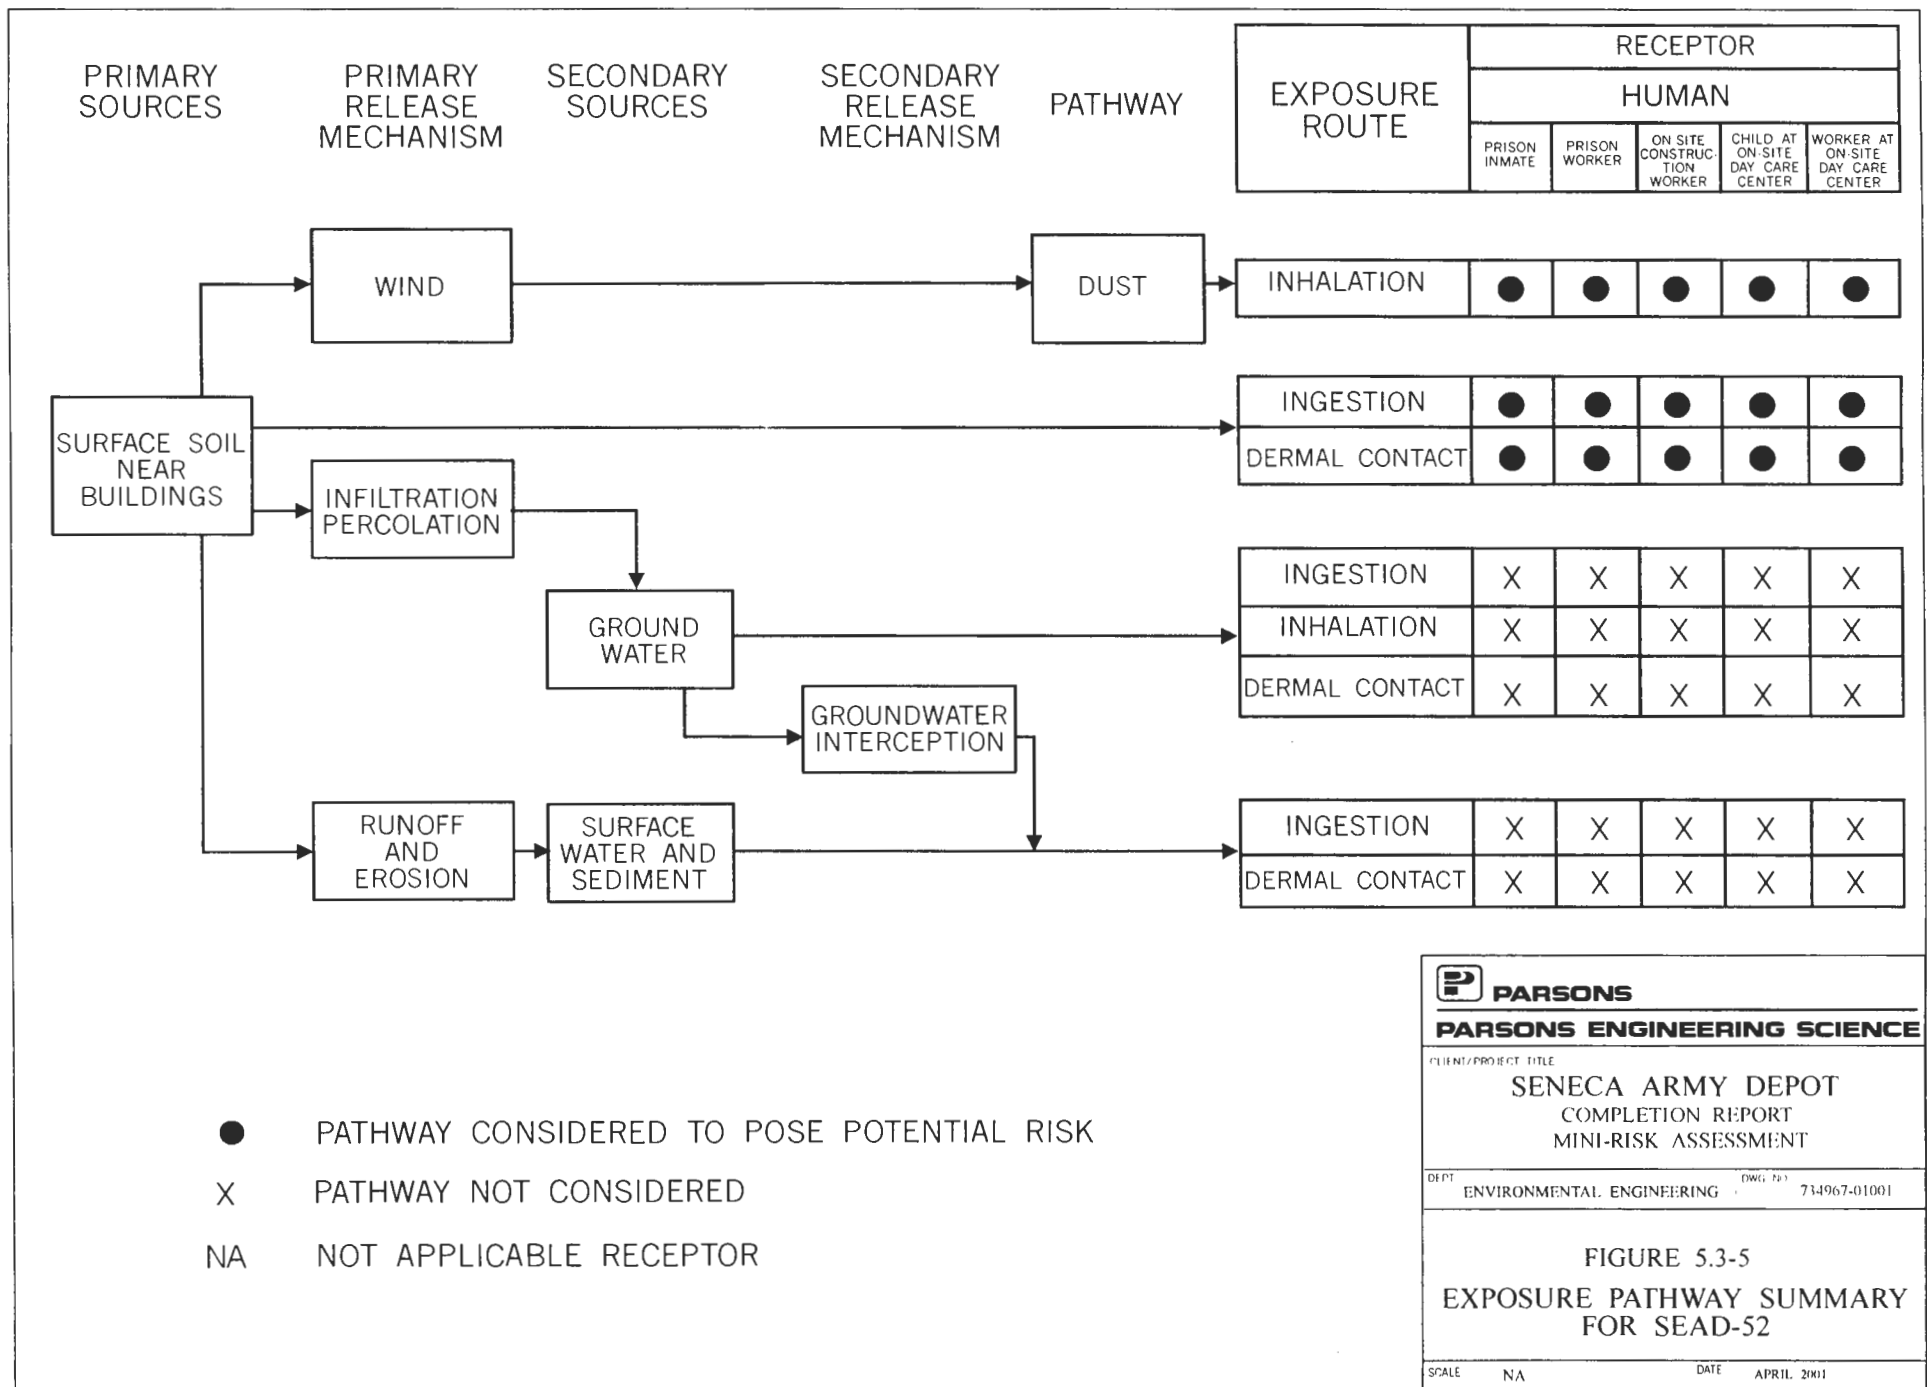 PRIMARY
SOURCES
PRIMARY
RELEASE
MECHANISM
SECONDARY
SOURCES
SECONDARY
RELEASE
MECHANISM
PATHWAY
EXPOSURE
ROUTE
RECEPTOR
HUMAN
PRISON
INMATE
PRISON
WORKER
ON SITE
CONSTRUC-
TION
WORKER
CHILD AT
ON-SITE
DAY CARE
CENTER
WORKER AT
ON-SITE
DAY CARE
CENTER
WIND
DUST
INHALATION ● ● ● ● ●
SURFACE SOIL
NEAR
BUILDINGS
INGESTION ● ● ● ● ●
DERMAL CONTACT ● ● ● ● ●
INFILTRATION
PERCOLATION
GROUND
WATER
INGESTION X X X X X
INHALATION X X X X X
DERMAL CONTACT X X X X X
GROUNDWATER
INTERCEPTION
RUNOFF
AND
EROSION
SURFACE
WATER AND
SEDIMENT
INGESTION X X X X X
DERMAL CONTACT X X X X X
● PATHWAY CONSIDERED TO POSE POTENTIAL RISK
X PATHWAY NOT CONSIDERED
NA NOT APPLICABLE RECEPTOR
P PARSONS
PARSONS ENGINEERING SCIENCE
CLIENT/PROJECT TITLE
SENECA ARMY DEPOT
COMPLETION REPORT
MINI-RISK ASSESSMENT
DEPT ENVIRONMENTAL ENGINEERING DWG NO 734967-01001
FIGURE 5.3-5
EXPOSURE PATHWAY SUMMARY
FOR SEAD-52
SCALE NA DATE APRIL 2001